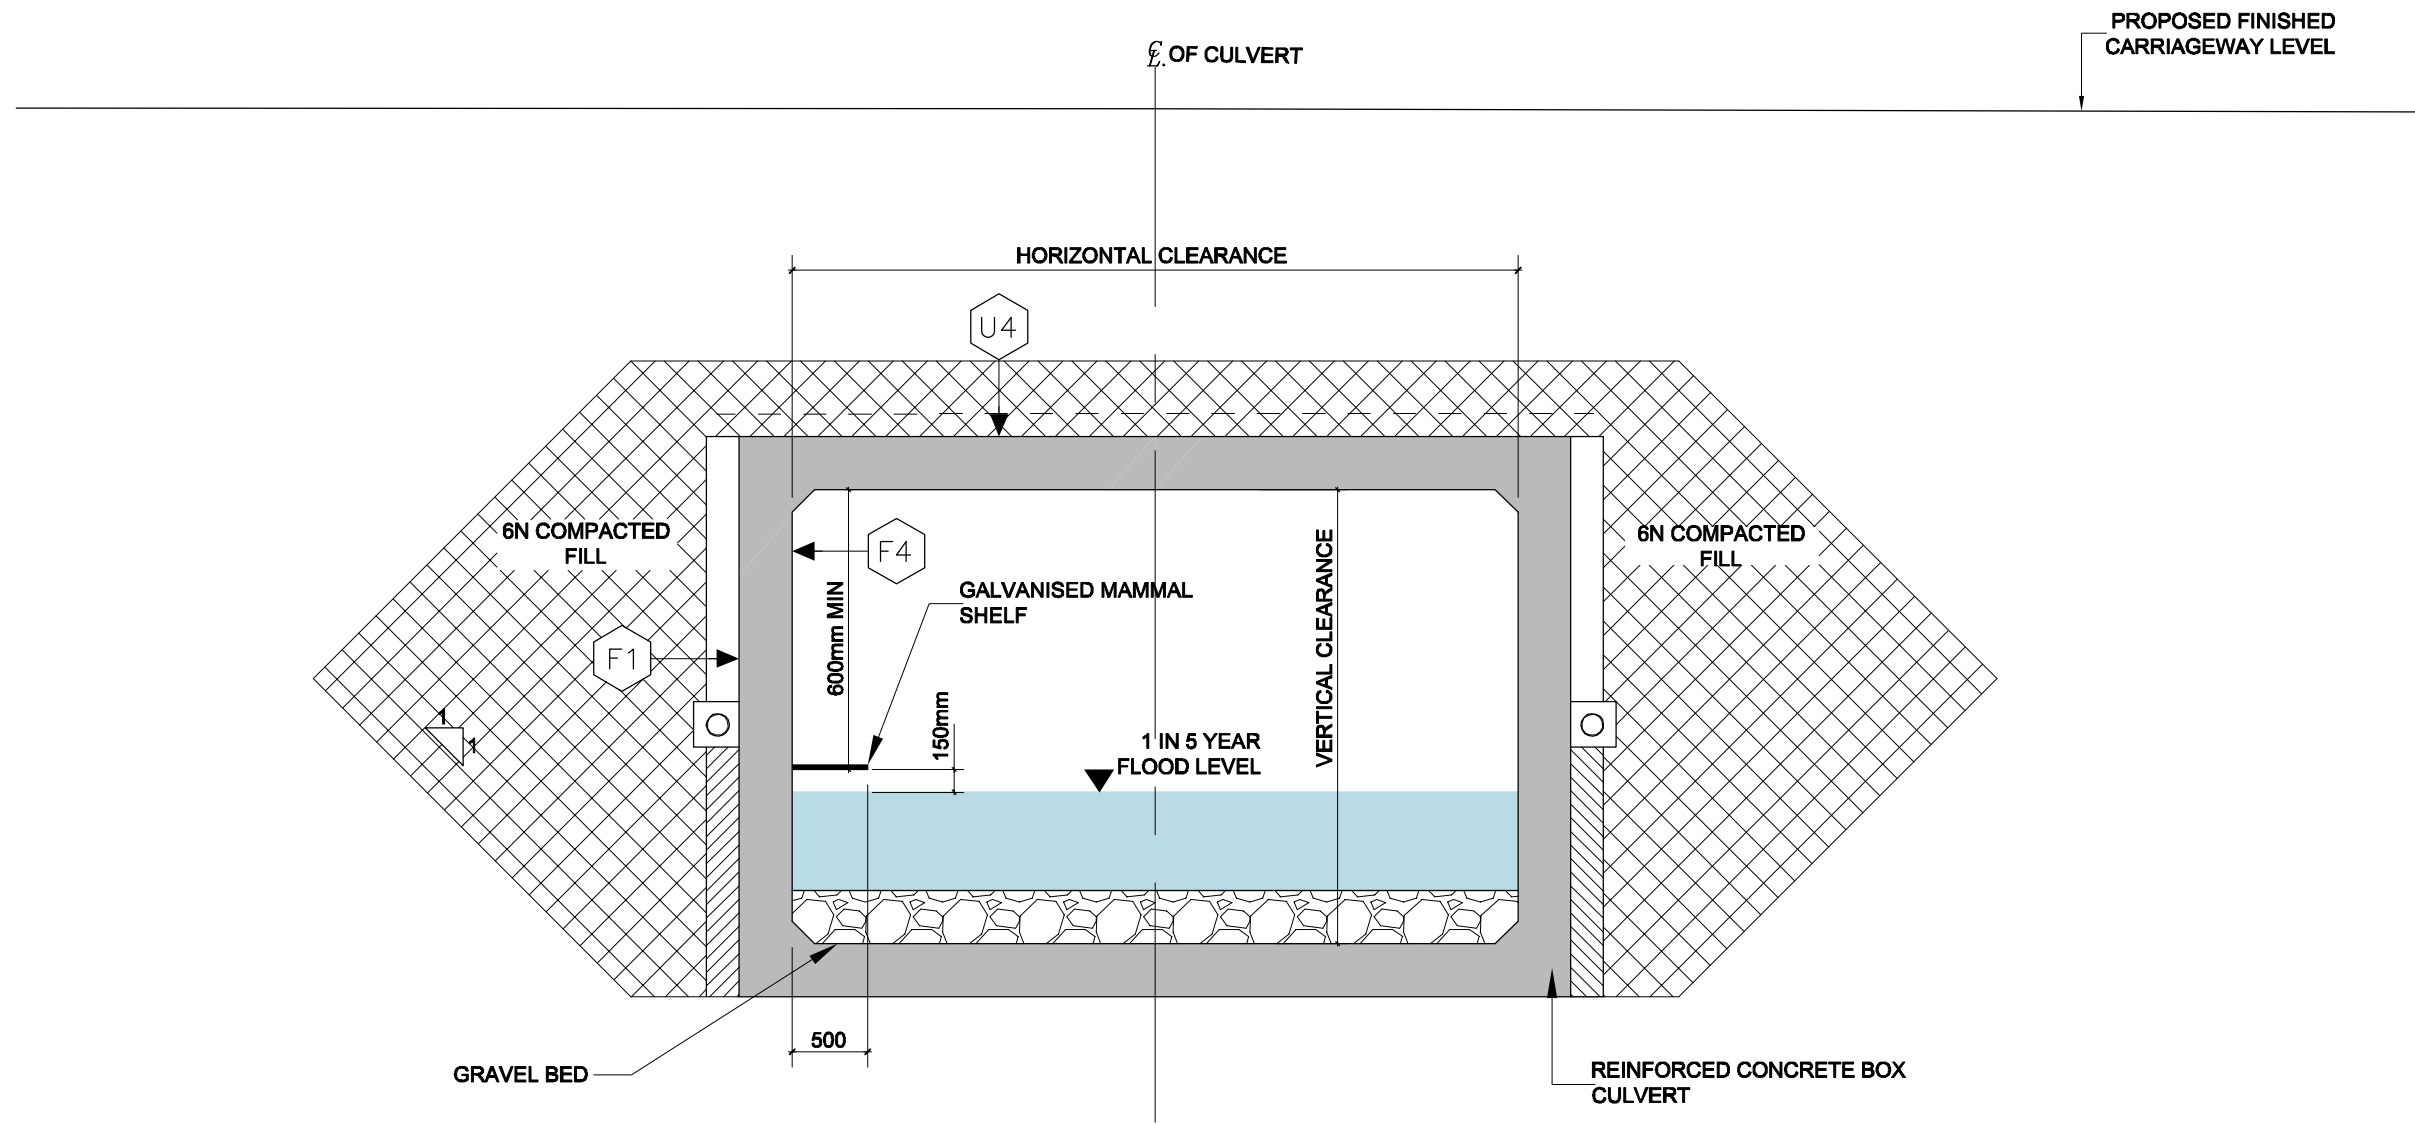 PROPOSED FINISHED
CARRIAGEWAY LEVEL
℄ OF CULVERT
HORIZONTAL CLEARANCE
U4
6N COMPACTED
FILL
6N COMPACTED
FILL
F4
600mm MIN
GALVANISED MAMMAL
SHELF
VERTICAL CLEARANCE
F1
150mm
1
1
1 IN 5 YEAR
FLOOD LEVEL
500
GRAVEL BED
REINFORCED CONCRETE BOX
CULVERT